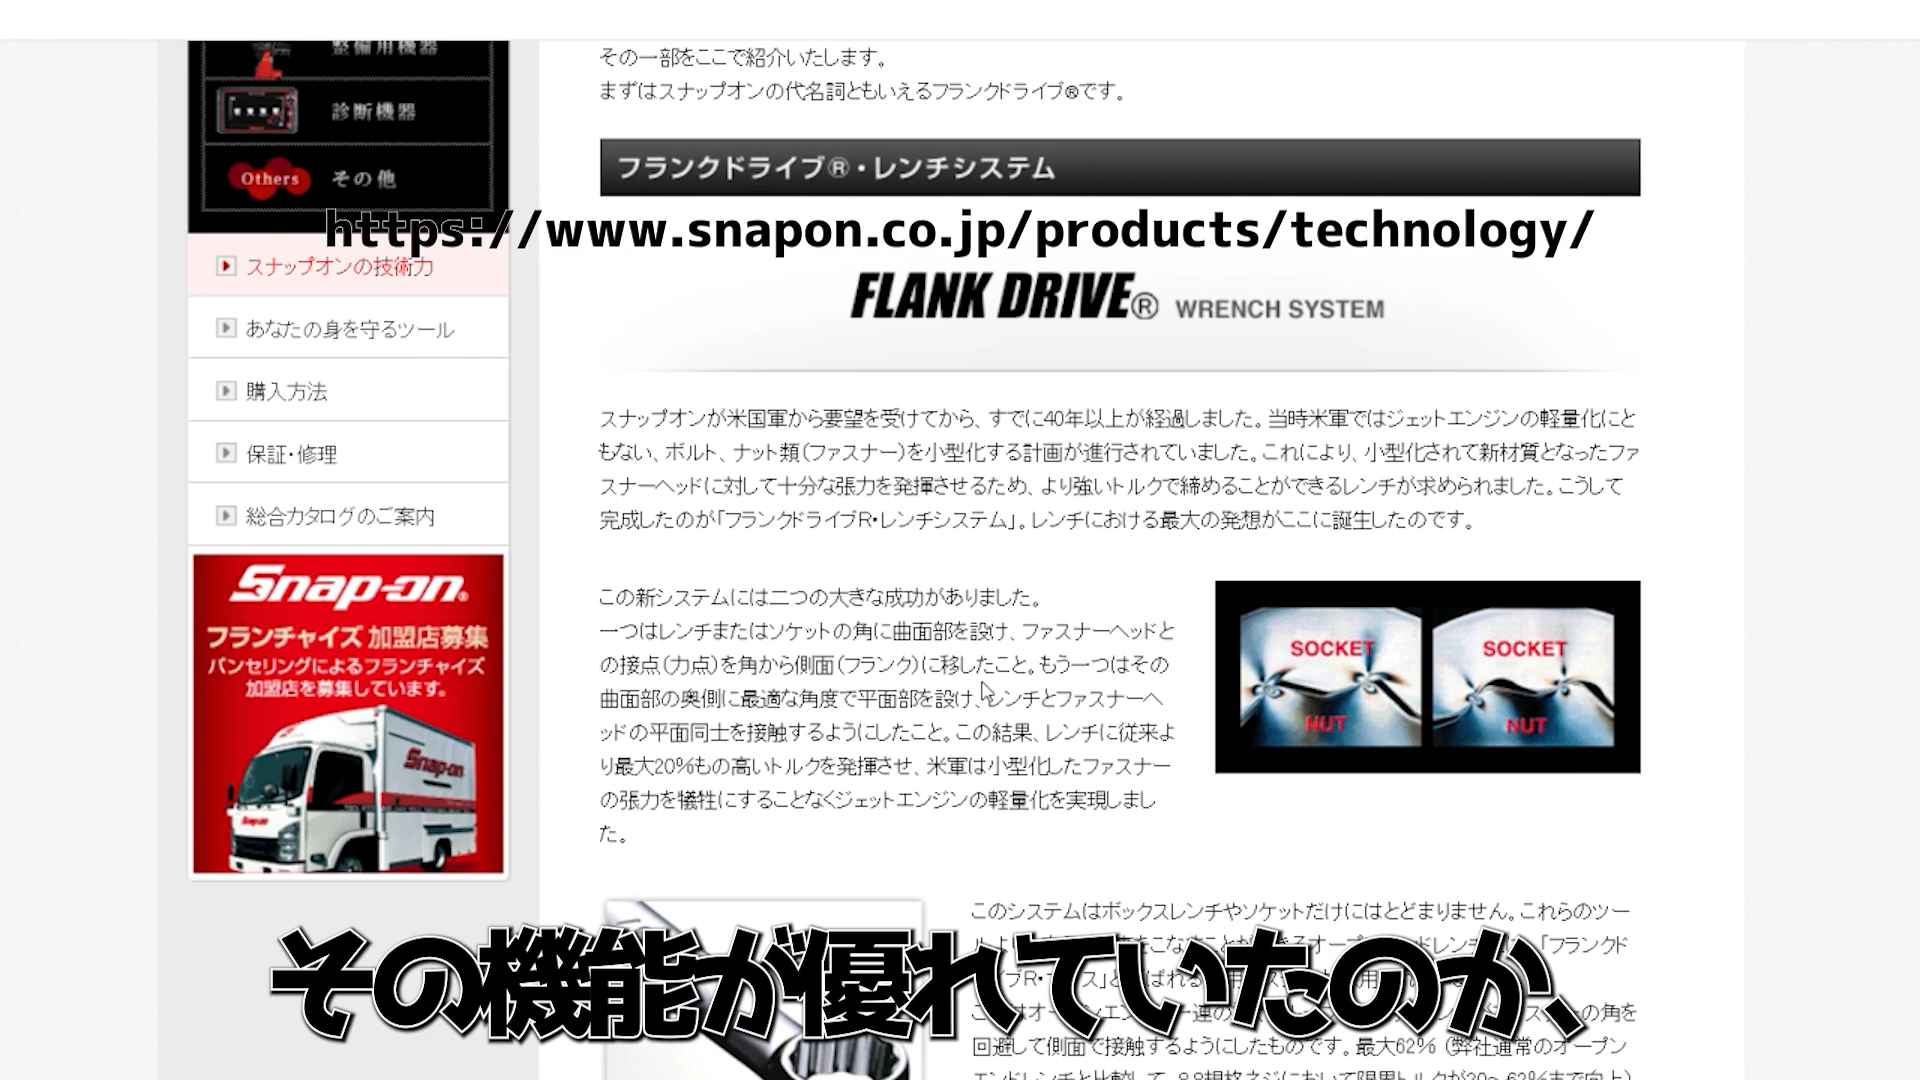 整備用機器
診断機器
Others その他
スナップオンの技術力
あなたの身を守るツール
購入方法
保証・修理
総合カタログのご案内
Snap-on®
フランチャイズ 加盟店募集
バンセリングによるフランチャイズ
加盟店を募集しています。
Snap-on
Snap-on
その一部をここで紹介いたします。
まずはスナップオンの代名詞ともいえるフランクドライブ®です。
フランクドライブ®・レンチシステム
https://www.snapon.co.jp/products/technology/
FLANK DRIVE® WRENCH SYSTEM
スナップオンが米国軍から要望を受けてから、すでに40年以上が経過しました。当時米軍ではジェットエンジンの軽量化にと
もない、ボルト、ナット類(ファスナー)を小型化する計画が進行されていました。これにより、小型化されて新材質となったファ
スナーヘッドに対して十分な張力を発揮させるため、より強いトルクで締めることができるレンチが求められました。こうして
完成したのが「フランクドライブR・レンチシステム」。レンチにおける最大の発想がここに誕生したのです。
この新システムには二つの大きな成功がありました。
一つはレンチまたはソケットの角に曲面部を設け、ファスナーヘッドと
の接点(力点)を角から側面(フランク)に移したこと。もう一つはその
曲面部の奥側に最適な角度で平面部を設け、レンチとファスナーヘ
ッドの平面同士を接触するようにしたこと。この結果、レンチに従来よ
り最大20%もの高いトルクを発揮させ、米軍は小型化したファスナー
の張力を犠牲にすることなくジェットエンジンの軽量化を実現しまし
た。
SOCKET SOCKET
NUT NUT
このシステムはボックスレンチやソケットだけにはとどまりません。これらのツー
「フランクド
の角を
回避して側面で接触するようにしたものです。最大62% (弊社通常のオープン
その機能が優れていたのか、